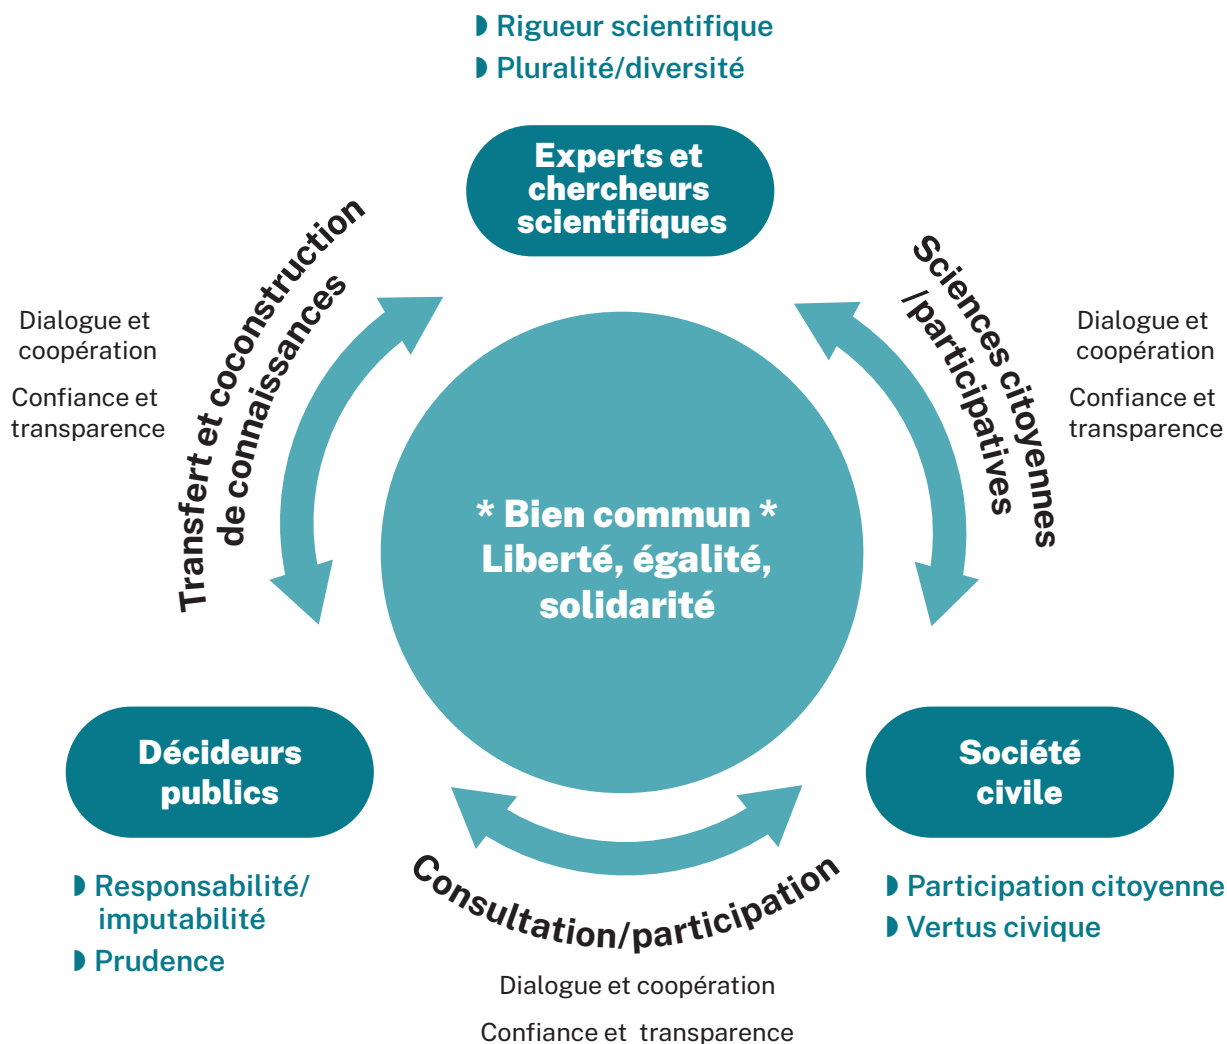 Rigueur scientifique
Pluralité/diversité
Experts et
chercheurs
scientifiques
Transfert et coconstruction
de connaissances
Sciences citoyennes
/participatives
Dialogue et
coopération
Confiance et
transparence
Dialogue et
coopération
Confiance et
transparence
* Bien commun *
Liberté, égalité,
solidarité
Décideurs
publics
Société
civile
Responsabilité/
imputabilité
Prudence
Consultation/participation
Participation citoyenne
Vertus civique
Dialogue et coopération
Confiance et transparence